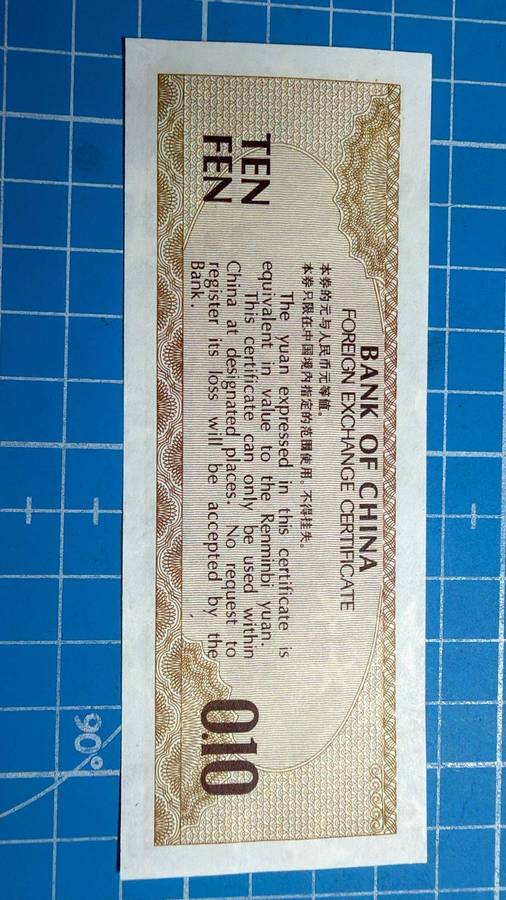 BANK OF CHINA
FOREIGN EXCHANGE CERTIFICATE
本券的元与人民币元等值。
本券只限在中国境内指定的范围使用，不得挂失。
TEN
FEN
The yuan expressed in this certificate is
equivalent in value to the Renminbi yuan.
This certificate can only be used within
China at designated places. No request to
register its loss will be accepted by the
Bank.
0.10
90°